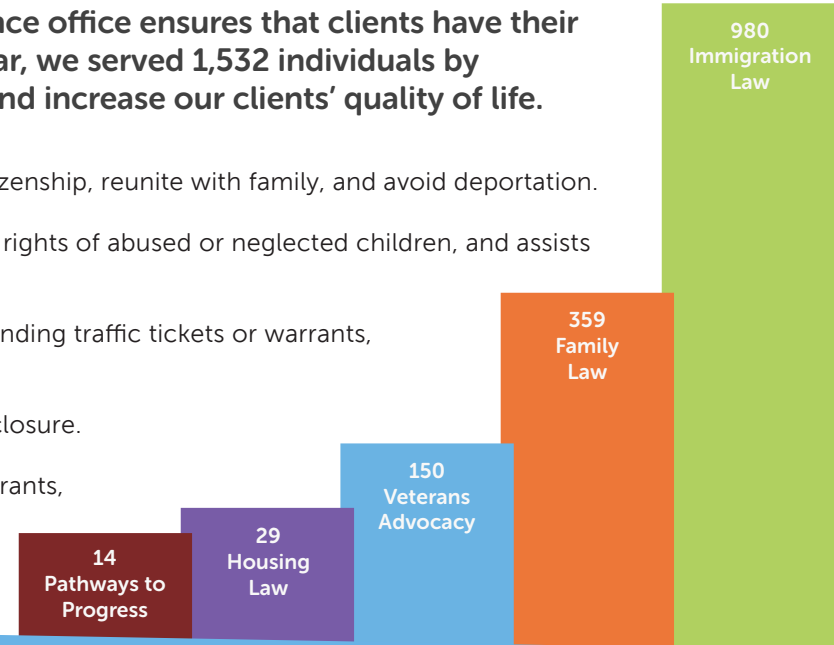 ce office ensures that clients have their
ar, we served 1,532 individuals by
nd increase our clients' quality of life.
zenship, reunite with family, and avoid deportation.
rights of abused or neglected children, and assists
nding traffic tickets or warrants,
closure.
rants,
980
Immigration
Law
359
Family
Law
150
Veterans
Advocacy
29
Housing
Law
14
Pathways to
Progress